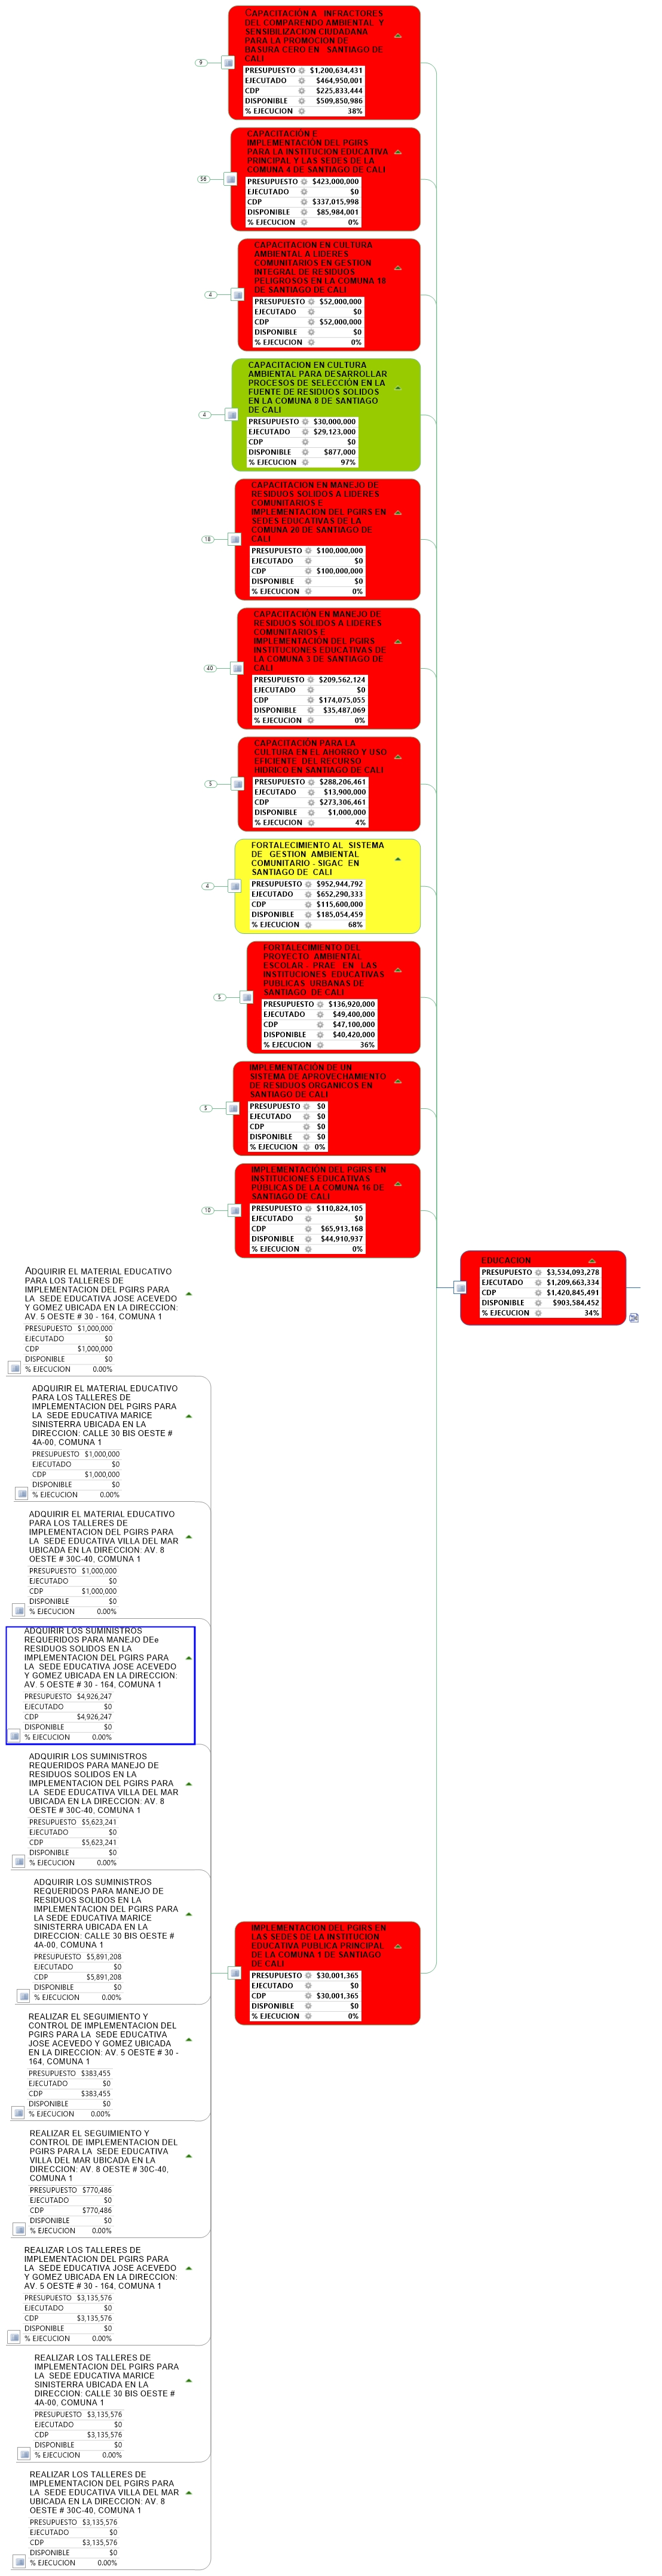 CAPACITACIÓN A INFRACTORES
DEL COMPARENDO AMBIENTAL Y
SENSIBILIZACION CIUDADANA
PARA LA PROMOCION DE
BASURA CERO EN SANTIAGO DE
CALI
PRESUPUESTO $1,200,634,431
EJECUTADO $464,950,001
CDP $225,833,444
DISPONIBLE $509,850,986
% EJECUCION 38%
9
CAPACITACIÓN E
IMPLEMENTACIÓN DEL PGIRS
PARA LA INSTITUCION EDUCATIVA
PRINCIPAL Y LAS SEDES DE LA
COMUNA 4 DE SANTIAGO DE CALI
PRESUPUESTO $423,000,000
EJECUTADO $0
CDP $337,015,998
DISPONIBLE $85,984,001
% EJECUCION 0%
56
CAPACITACION EN CULTURA
AMBIENTAL A LIDERES
COMUNITARIOS EN GESTION
INTEGRAL DE RESIDUOS
PELIGROSOS EN LA COMUNA 18
DE SANTIAGO DE CALI
PRESUPUESTO $52,000,000
EJECUTADO $0
CDP $52,000,000
DISPONIBLE $0
% EJECUCION 0%
4
CAPACITACION EN CULTURA
AMBIENTAL PARA DESARROLLAR
PROCESOS DE SELECCIÓN EN LA
FUENTE DE RESIDUOS SOLIDOS
EN LA COMUNA 8 DE SANTIAGO
DE CALI
PRESUPUESTO $30,000,000
EJECUTADO $29,123,000
CDP $0
DISPONIBLE $877,000
% EJECUCION 97%
4
CAPACITACION EN MANEJO DE
RESIDUOS SOLIDOS A LIDERES
COMUNITARIOS E
IMPLEMENTACION DEL PGIRS EN
SEDES EDUCATIVAS DE LA
COMUNA 20 DE SANTIAGO DE
CALI
PRESUPUESTO $100,000,000
EJECUTADO $0
CDP $100,000,000
DISPONIBLE $0
% EJECUCION 0%
18
CAPACITACIÓN EN MANEJO DE
RESIDUOS SÓLIDOS A LIDERES
COMUNITARIOS E
IMPLEMENTACIÓN DEL PGIRS
INSTITUCIONES EDUCATIVAS DE
LA COMUNA 3 DE SANTIAGO DE
CALI
PRESUPUESTO $209,562,124
EJECUTADO $0
CDP $174,075,055
DISPONIBLE $35,487,069
% EJECUCION 0%
40
CAPACITACIÓN PARA LA
CULTURA EN EL AHORRO Y USO
EFICIENTE DEL RECURSO
HIDRICO EN SANTIAGO DE CALI
PRESUPUESTO $288,206,461
EJECUTADO $13,900,000
CDP $273,306,461
DISPONIBLE $1,000,000
% EJECUCION 4%
5
FORTALECIMIENTO AL SISTEMA
DE GESTION AMBIENTAL
COMUNITARIO - SIGAC EN
SANTIAGO DE CALI
PRESUPUESTO $952,944,792
EJECUTADO $652,290,333
CDP $115,600,000
DISPONIBLE $185,054,459
% EJECUCION 68%
4
FORTALECIMIENTO DEL
PROYECTO AMBIENTAL
ESCOLAR - PRAE EN LAS
INSTITUCIONES EDUCATIVAS
PUBLICAS URBANAS DE
SANTIAGO DE CALI
PRESUPUESTO $136,920,000
EJECUTADO $49,400,000
CDP $47,100,000
DISPONIBLE $40,420,000
% EJECUCION 36%
5
IMPLEMENTACIÓN DE UN
SISTEMA DE APROVECHAMIENTO
DE RESIDUOS ORGANICOS EN
SANTIAGO DE CALI
PRESUPUESTO $0
EJECUTADO $0
CDP $0
DISPONIBLE $0
% EJECUCION 0%
5
IMPLEMENTACIÓN DEL PGIRS EN
INSTITUCIONES EDUCATIVAS
PÚBLICAS DE LA COMUNA 16 DE
SANTIAGO DE CALI
PRESUPUESTO $110,824,105
EJECUTADO $0
CDP $65,913,168
DISPONIBLE $44,910,937
% EJECUCION 0%
10
EDUCACION
PRESUPUESTO $3,534,093,278
EJECUTADO $1,209,663,334
CDP $1,420,845,491
DISPONIBLE $903,584,452
% EJECUCION 34%
ADQUIRIR EL MATERIAL EDUCATIVO
PARA LOS TALLERES DE
IMPLEMENTACION DEL PGIRS PARA
LA SEDE EDUCATIVA JOSE ACEVEDO
Y GOMEZ UBICADA EN LA DIRECCION:
AV. 5 OESTE # 30 - 164, COMUNA 1
PRESUPUESTO $1,000,000
EJECUTADO $0
CDP $1,000,000
DISPONIBLE $0
% EJECUCION 0.00%
ADQUIRIR EL MATERIAL EDUCATIVO
PARA LOS TALLERES DE
IMPLEMENTACION DEL PGIRS PARA
LA SEDE EDUCATIVA MARICE
SINISTERRA UBICADA EN LA
DIRECCION: CALLE 30 BIS OESTE #
4A-00, COMUNA 1
PRESUPUESTO $1,000,000
EJECUTADO $0
CDP $1,000,000
DISPONIBLE $0
% EJECUCION 0.00%
ADQUIRIR EL MATERIAL EDUCATIVO
PARA LOS TALLERES DE
IMPLEMENTACION DEL PGIRS PARA
LA SEDE EDUCATIVA VILLA DEL MAR
UBICADA EN LA DIRECCION: AV. 8
OESTE # 30C-40, COMUNA 1
PRESUPUESTO $1,000,000
EJECUTADO $0
CDP $1,000,000
DISPONIBLE $0
% EJECUCION 0.00%
ADQUIRIR LOS SUMINISTROS
REQUERIDOS PARA MANEJO DEe
RESIDUOS SOLIDOS EN LA
IMPLEMENTACION DEL PGIRS PARA
LA SEDE EDUCATIVA JOSE ACEVEDO
Y GOMEZ UBICADA EN LA DIRECCION:
AV. 5 OESTE # 30 - 164, COMUNA 1
PRESUPUESTO $4,926,247
EJECUTADO $0
CDP $4,926,247
DISPONIBLE $0
% EJECUCION 0.00%
ADQUIRIR LOS SUMINISTROS
REQUERIDOS PARA MANEJO DE
RESIDUOS SOLIDOS EN LA
IMPLEMENTACION DEL PGIRS PARA
LA SEDE EDUCATIVA VILLA DEL MAR
UBICADA EN LA DIRECCION: AV. 8
OESTE # 30C-40, COMUNA 1
PRESUPUESTO $5,623,241
EJECUTADO $0
CDP $5,623,241
DISPONIBLE $0
% EJECUCION 0.00%
ADQUIRIR LOS SUMINISTROS
REQUERIDOS PARA MANEJO DE
RESIDUOS SOLIDOS EN LA
IMPLEMENTACION DEL PGIRS PARA
LA SEDE EDUCATIVA MARICE
SINISTERRA UBICADA EN LA
DIRECCION: CALLE 30 BIS OESTE #
4A-00, COMUNA 1
PRESUPUESTO $5,891,208
EJECUTADO $0
CDP $5,891,208
DISPONIBLE $0
% EJECUCION 0.00%
IMPLEMENTACION DEL PGIRS EN
LAS SEDES DE LA INSTITUCION
EDUCATIVA PUBLICA PRINCIPAL
DE LA COMUNA 1 DE SANTIAGO
DE CALI
PRESUPUESTO $30,001,365
EJECUTADO $0
CDP $30,001,365
DISPONIBLE $0
% EJECUCION 0%
REALIZAR EL SEGUIMIENTO Y
CONTROL DE IMPLEMENTACION DEL
PGIRS PARA LA SEDE EDUCATIVA
JOSE ACEVEDO Y GOMEZ UBICADA
EN LA DIRECCION: AV. 5 OESTE # 30 -
164, COMUNA 1
PRESUPUESTO $383,455
EJECUTADO $0
CDP $383,455
DISPONIBLE $0
% EJECUCION 0.00%
REALIZAR EL SEGUIMIENTO Y
CONTROL DE IMPLEMENTACION DEL
PGIRS PARA LA SEDE EDUCATIVA
VILLA DEL MAR UBICADA EN LA
DIRECCION: AV. 8 OESTE # 30C-40,
COMUNA 1
PRESUPUESTO $770,486
EJECUTADO $0
CDP $770,486
DISPONIBLE $0
% EJECUCION 0.00%
REALIZAR LOS TALLERES DE
IMPLEMENTACION DEL PGIRS PARA
LA SEDE EDUCATIVA JOSE ACEVEDO
Y GOMEZ UBICADA EN LA DIRECCION:
AV. 5 OESTE # 30 - 164, COMUNA 1
PRESUPUESTO $3,135,576
EJECUTADO $0
CDP $3,135,576
DISPONIBLE $0
% EJECUCION 0.00%
REALIZAR LOS TALLERES DE
IMPLEMENTACION DEL PGIRS PARA
LA SEDE EDUCATIVA MARICE
SINISTERRA UBICADA EN LA
DIRECCION: CALLE 30 BIS OESTE #
4A-00, COMUNA 1
PRESUPUESTO $3,135,576
EJECUTADO $0
CDP $3,135,576
DISPONIBLE $0
% EJECUCION 0.00%
REALIZAR LOS TALLERES DE
IMPLEMENTACION DEL PGIRS PARA
LA SEDE EDUCATIVA VILLA DEL MAR
UBICADA EN LA DIRECCION: AV. 8
OESTE # 30C-40, COMUNA 1
PRESUPUESTO $3,135,576
EJECUTADO $0
CDP $3,135,576
DISPONIBLE $0
% EJECUCION 0.00%